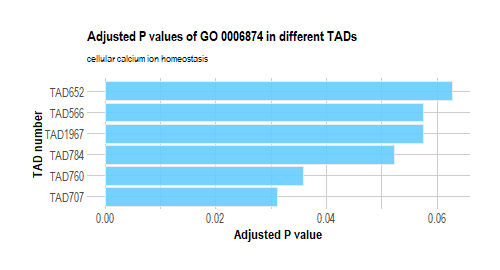 Adjusted P values of GO 0006874 in different TADs
cellular calcium ion homeostasis
TAD652
TAD566
TAD1967
TAD784
TAD760
TAD707
TAD number
0.00 0.02 0.04 0.06
Adjusted P value